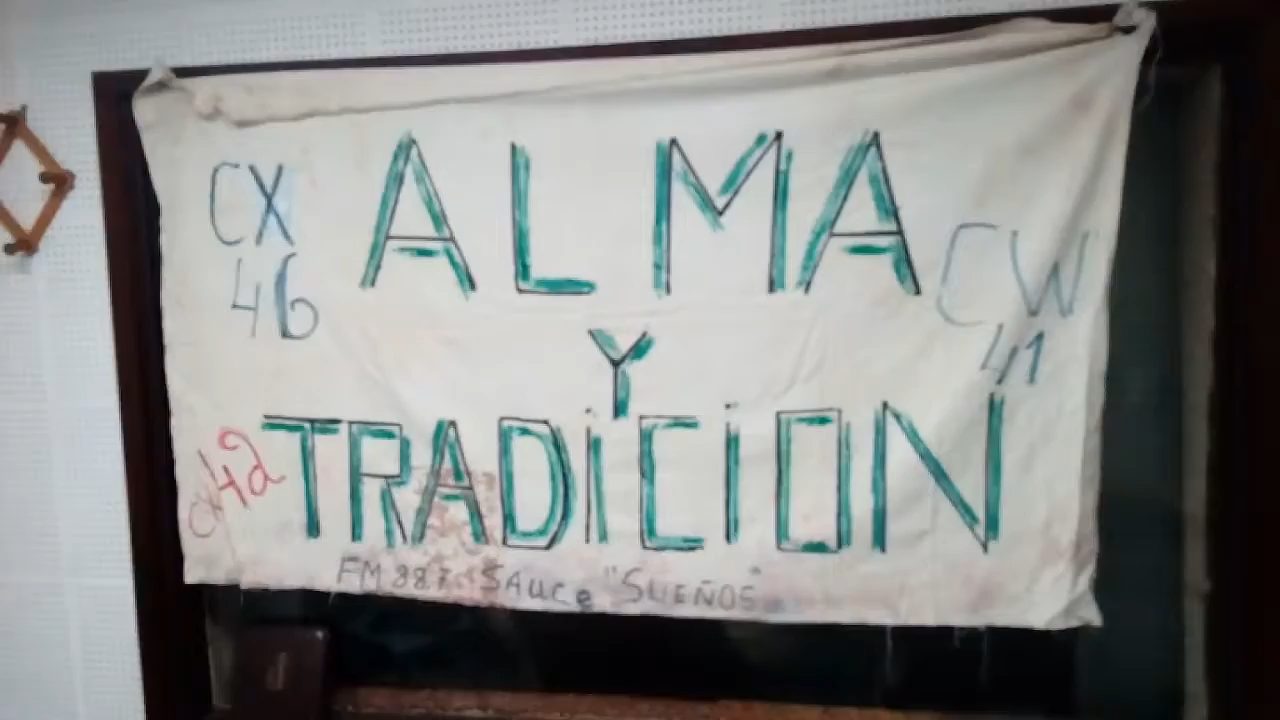 CX
46
ALMA
CW
41
Y
CX42
TRADiCiON
FM 88.7 SAUCE "SUEÑOS"